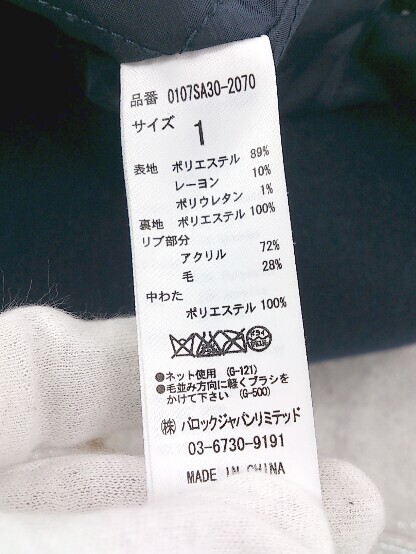 品番 0107SA30-2070
サイズ 1
表地 ポリエステル 89%
レーヨン 10%
ポリウレタン 1%
裏地 ポリエステル 100%
リブ部分
アクリル 72%
毛 28%
中わた
ポリエステル 100%
●ネット使用 (G-121)
●毛並み方向に軽くブラシを
かけて下さい (G-500)
(株) バロックジャパンリミテッド
03-6730-9191
MADE IN CHINA